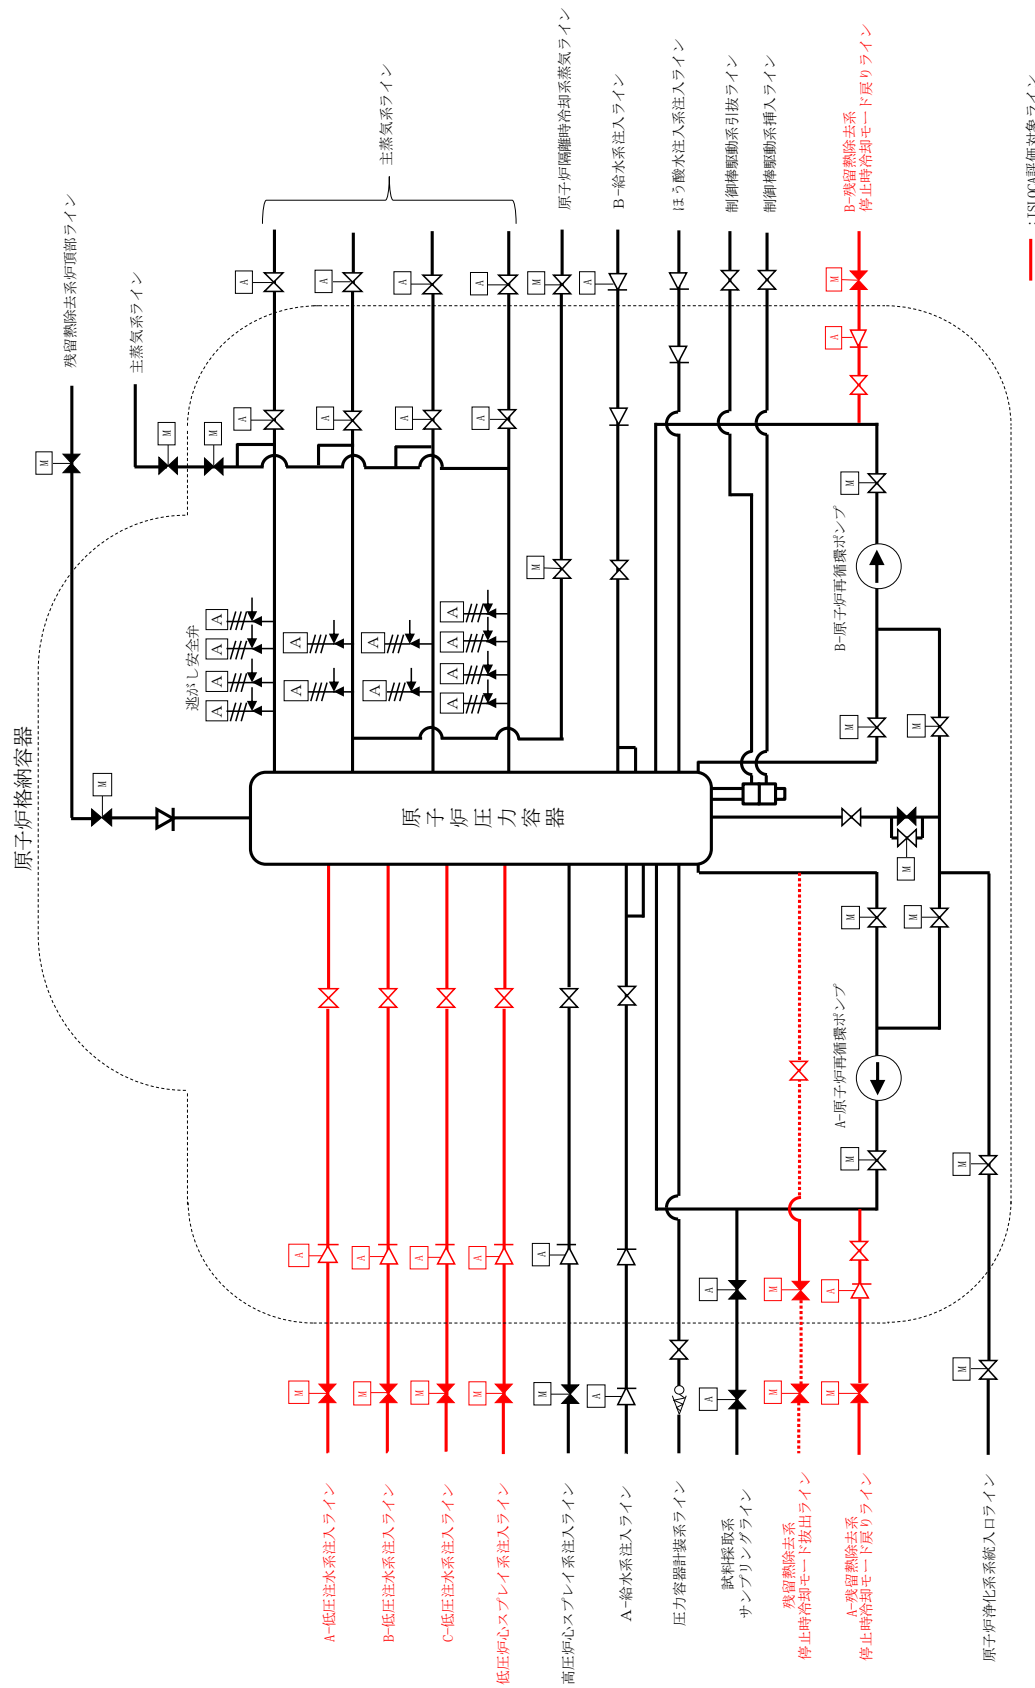 原子炉格納容器
残留熱除去系炉頂部ライン
主蒸気系ライン
主蒸気系ライン
原子炉隔離時冷却系蒸気ライン
B-給水系注入ライン
ほう酸水注入系注入ライン
制御棒駆動系引抜ライン
制御棒駆動系挿入ライン
B-残留熱除去系
停止時冷却モード戻りライン
:ISLOCA評価対象ライン
逃がし安全弁
原子炉圧力容器
B-原子炉再循環ポンプ
A-原子炉再循環ポンプ
A-低圧注水系注入ライン
B-低圧注水系注入ライン
C-低圧注水系注入ライン
低圧炉心スプレイ系注入ライン
高圧炉心スプレイ系注入ライン
A-給水系注入ライン
圧力容器計装系ライン
試料採取系
サンプリングライン
残留熱除去系
停止時冷却モード抜出ライン
A-残留熱除去系
停止時冷却モード戻りライン
原子炉浄化系系統入口ライン
M
M
M
M
A
A
A
A
A
A
A
A
M
M
A
A
A
A
A
A
A
A
A
A
A
A
A
M
A
M
M
M
M
M
M
M
M
A
A
A
A
A
M
M
M
M
M
A
A
A
M
M
A
M
M
M